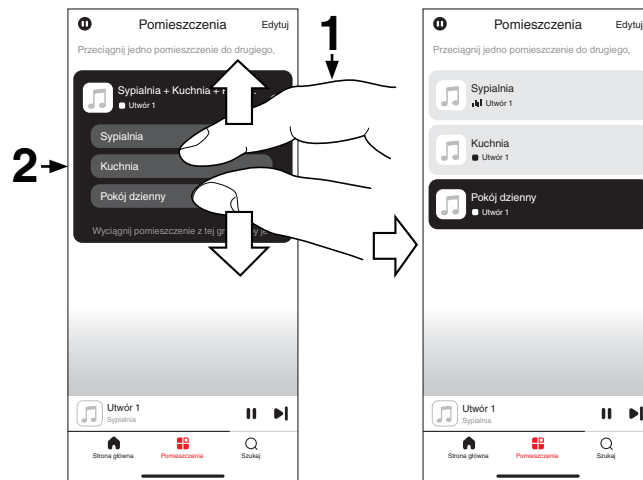 Pomieszczenia Edytuj
Przeciągnij jedno pomieszczenie do drugiego,
Sypialnia + Kuchnia +
Utwór 1
Sypialnia
Kuchnia
Pokój dzienny
Wyciągnij pomieszczenie z tej
Utwór 1
Sypialnia
Strona główna Pomieszczenia Szukaj
1
2
Pomieszczenia Edytuj
Przeciągnij jedno pomieszczenie do drugiego,
Sypialnia
Utwór 1
Kuchnia
Utwór 1
Pokój dzienny
Utwór 1
Utwór 1
Sypialnia
Strona główna Pomieszczenia Szukaj